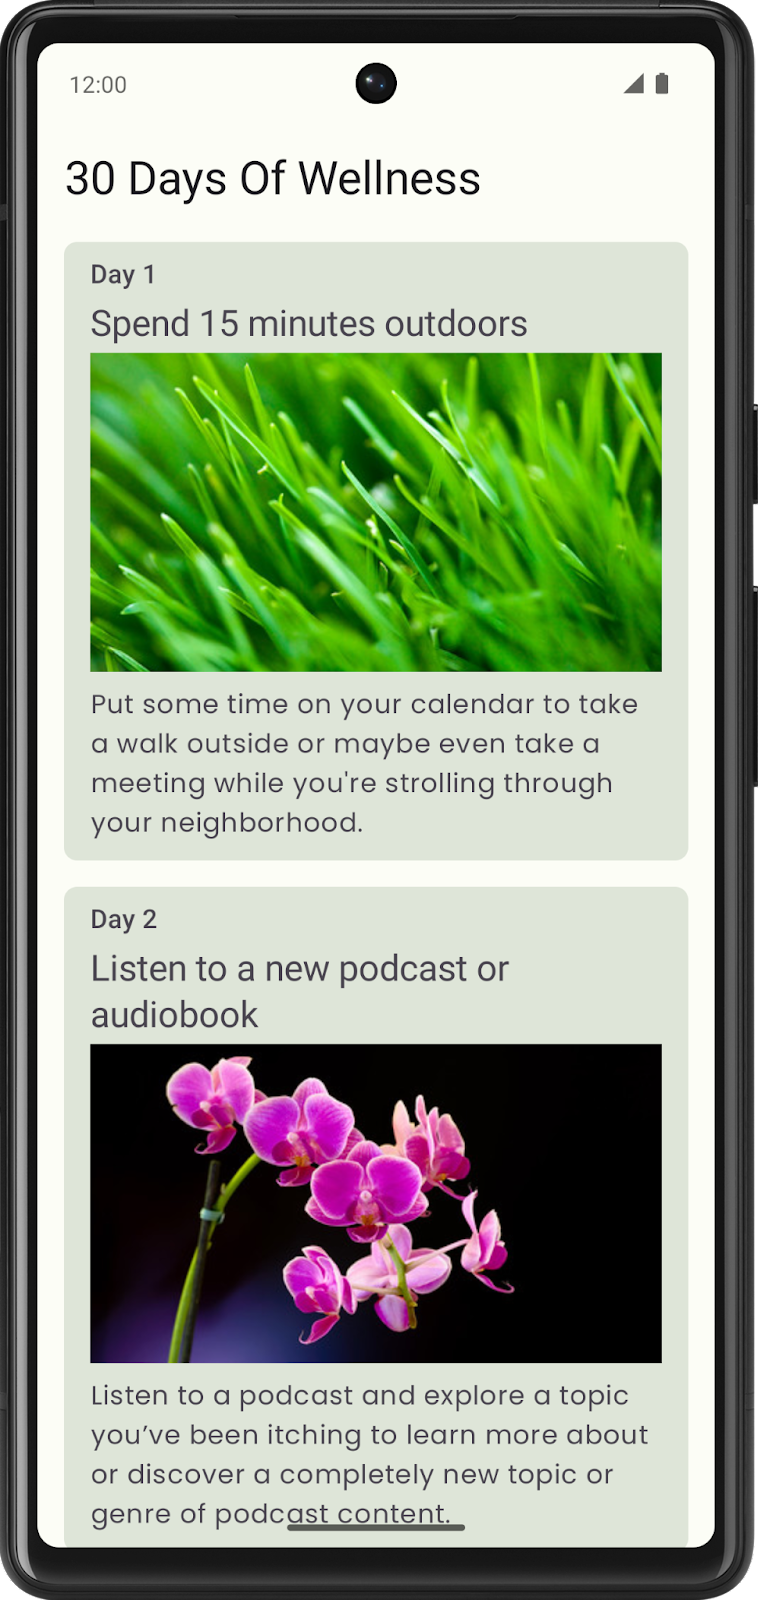 12:00
30 Days Of Wellness
Day 1
Spend 15 minutes outdoors
Put some time on your calendar to take
a walk outside or maybe even take a
meeting while you're strolling through
your neighborhood.
Day 2
Listen to a new podcast or
audiobook
Listen to a podcast and explore a topic
you’ve been itching to learn more about
or discover a completely new topic or
genre of podcast content.